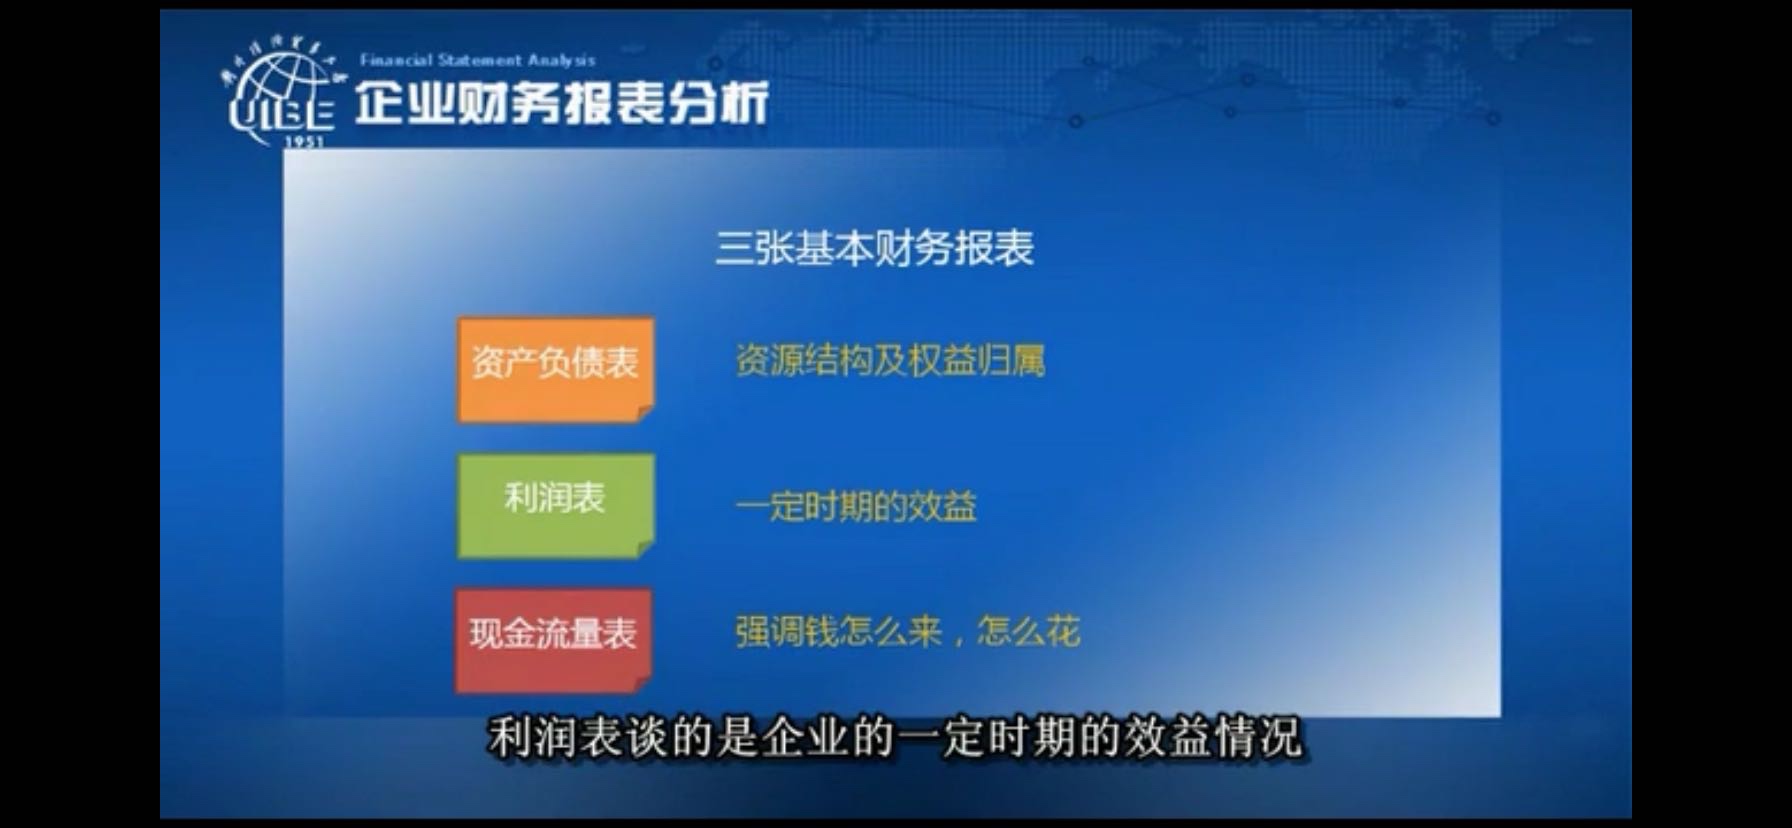 Financial Statement Analysis
企业财务报表分析
UIBE
1951
三张基本财务报表
资产负债表 资源结构及权益归属
利润表 一定时期的效益
现金流量表 强调钱怎么来，怎么花
利润表谈的是企业的一定时期的效益情况